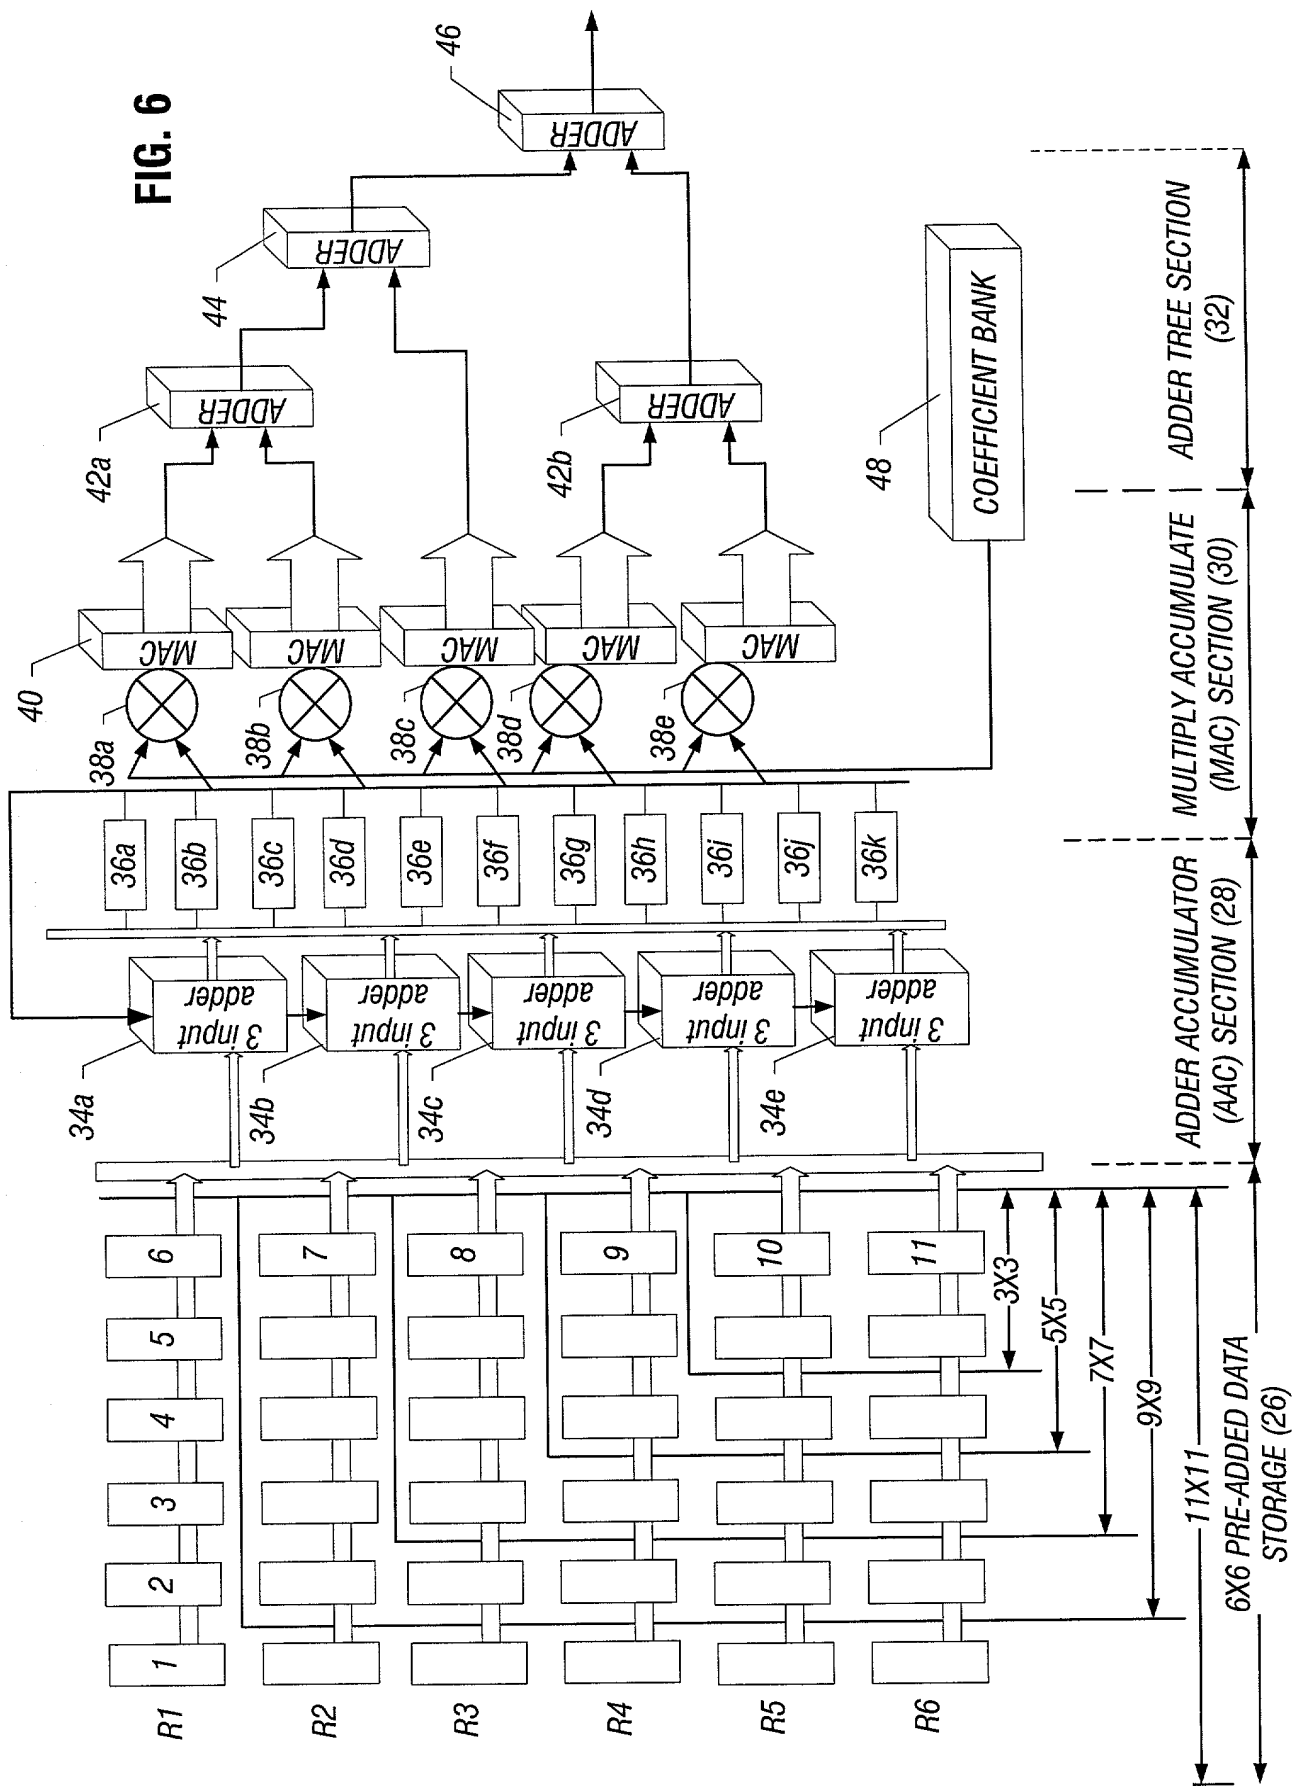 FIG. 6
R1
1
2
3
4
5
6
R2
7
R3
8
R4
9
R5
10
R6
11
3X3
5X5
7X7
9X9
11X11
6X6 PRE-ADDED DATA
STORAGE (26)
34a
3 input
adder
34b
3 input
adder
34c
3 input
adder
34d
3 input
adder
34e
3 input
adder
36a
36b
36c
36d
36e
36f
36g
36h
36i
36j
36k
ADDER ACCUMULATOR
(AAC) SECTION (28)
38a
38b
38c
38d
38e
40
MAC
MAC
MAC
MAC
MAC
MULTIPLY ACCUMULATE
(MAC) SECTION (30)
42a
ADDER
42b
ADDER
44
ADDER
46
ADDER
48
COEFFICIENT BANK
ADDER TREE SECTION
(32)